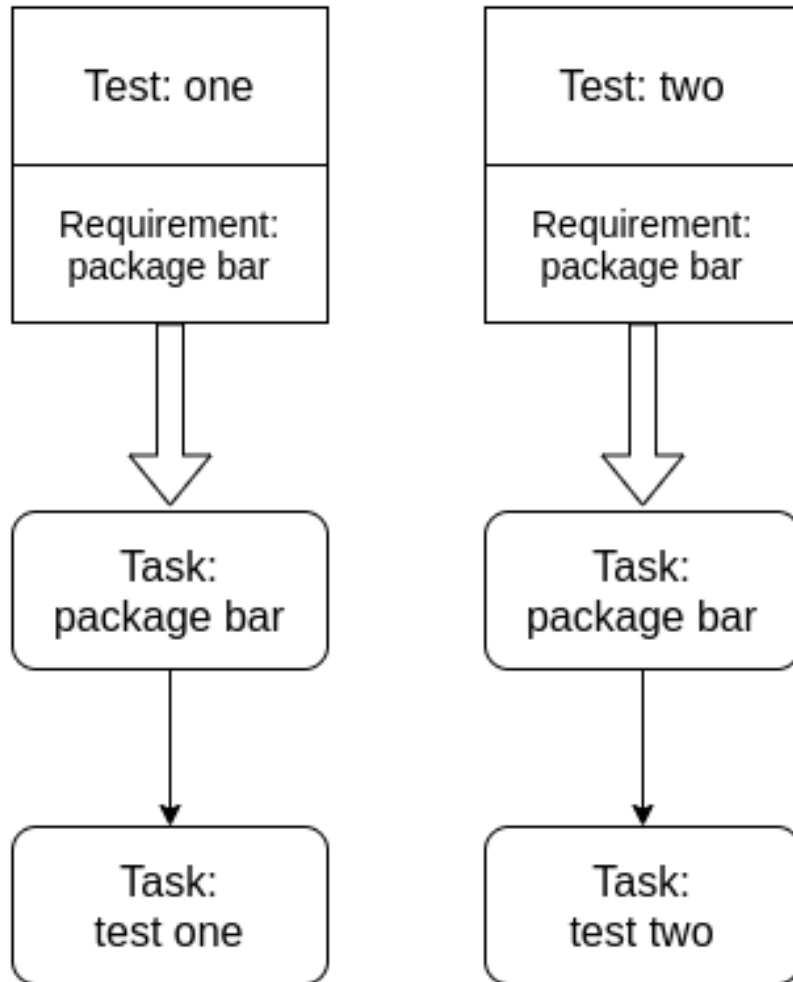 Test: one
Requirement:
package bar
Task:
package bar
Task:
test one
Test: two
Requirement:
package bar
Task:
package bar
Task:
test two